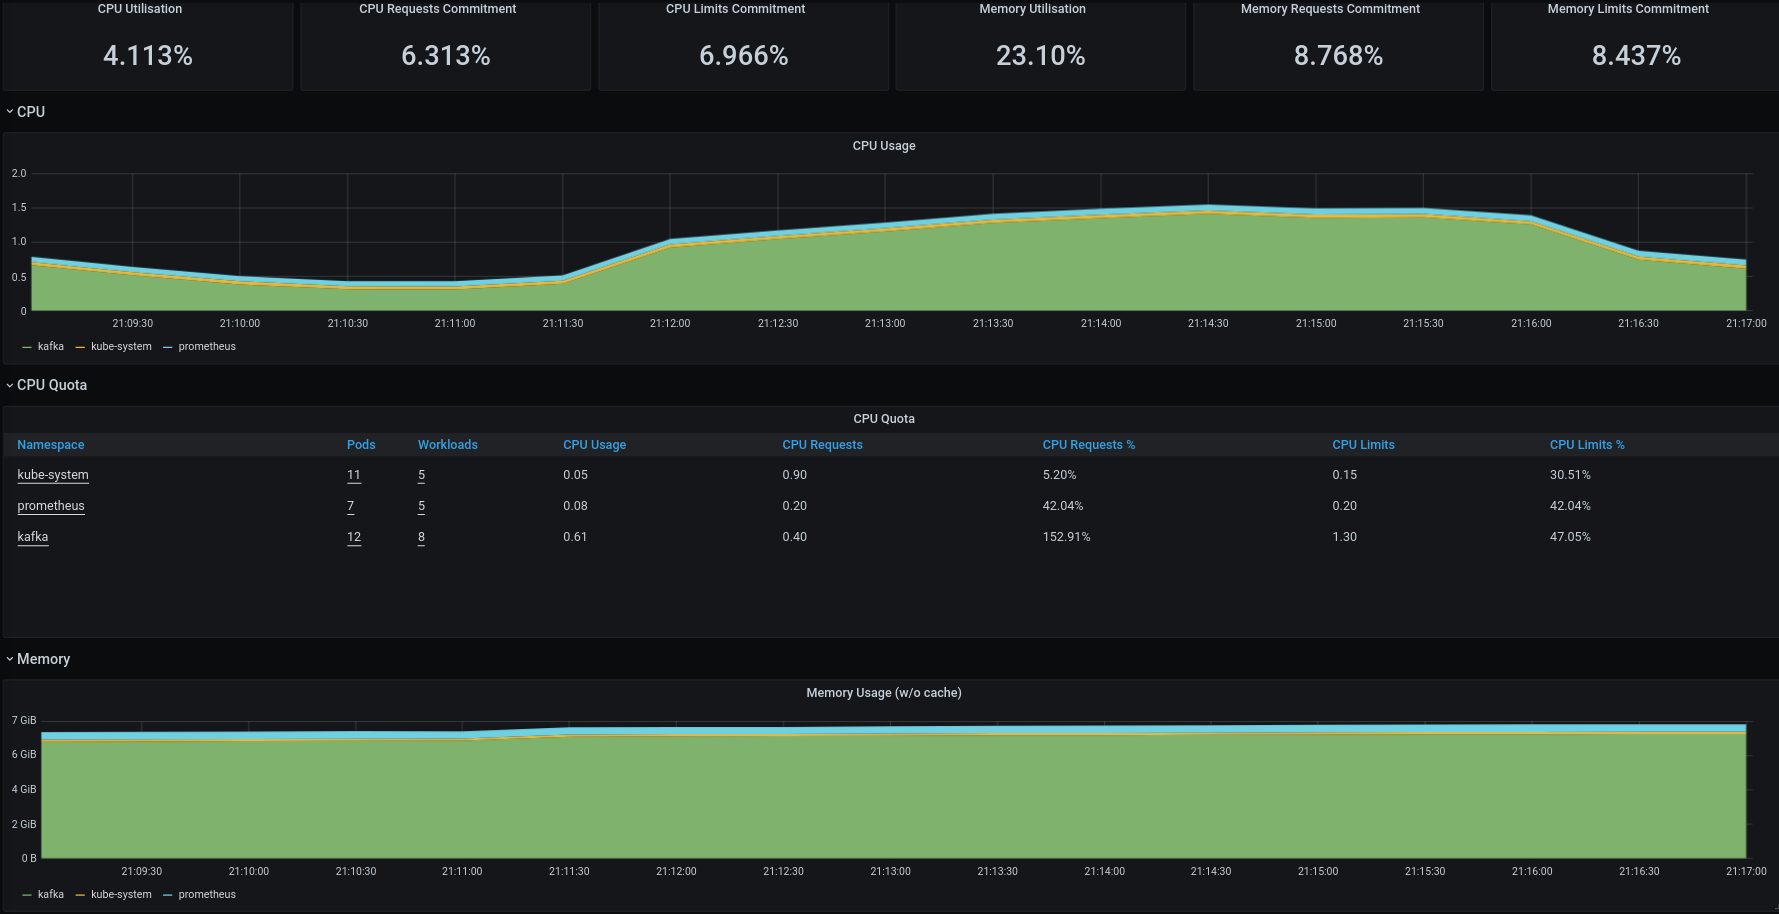 CPU Utilisation CPU Requests Commitment CPU Limits Commitment Memory Utilisation Memory Requests Commitment Memory Limits Commitment
4.113% 6.313% 6.966% 23.10% 8.768% 8.437%
CPU
CPU Usage
2.0
1.5
1.0
0.5
0
21:09:30 21:10:00 21:10:30 21:11:00 21:11:30 21:12:00 21:12:30 21:13:00 21:13:30 21:14:00 21:14:30 21:15:00 21:15:30 21:16:00 21:16:30 21:17:00
kafka kube-system prometheus
CPU Quota
CPU Quota
Namespace Pods Workloads CPU Usage CPU Requests CPU Requests % CPU Limits CPU Limits %
kube-system 11 5 0.05 0.90 5.20% 0.15 30.51%
prometheus 7 5 0.08 0.20 42.04% 0.20 42.04%
kafka 12 8 0.61 0.40 152.91% 1.30 47.05%
Memory
Memory Usage (w/o cache)
7 GiB
6 GiB
4 GiB
2 GiB
0 B
21:09:30 21:10:00 21:10:30 21:11:00 21:11:30 21:12:00 21:12:30 21:13:00 21:13:30 21:14:00 21:14:30 21:15:00 21:15:30 21:16:00 21:16:30 21:17:00
kafka kube-system prometheus